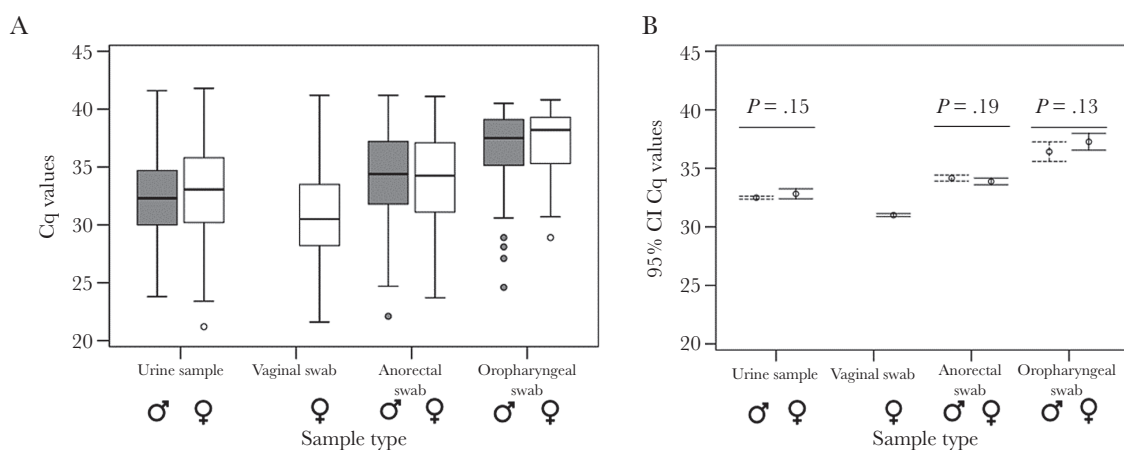 A
Cq values
45
40
35
30
25
20
Urine sample
Vaginal swab
Anorectal
swab
Oropharyngeal
swab
♂ ♀ ♀ ♂ ♀ ♂ ♀
Sample type
B
95% CI Cq values
45
40
35
30
25
20
P = .15
P = .19
P = .13
Urine sample
Vaginal swab
Anorectal
swab
Oropharyngeal
swab
♂ ♀ ♀ ♂ ♀ ♂ ♀
Sample type